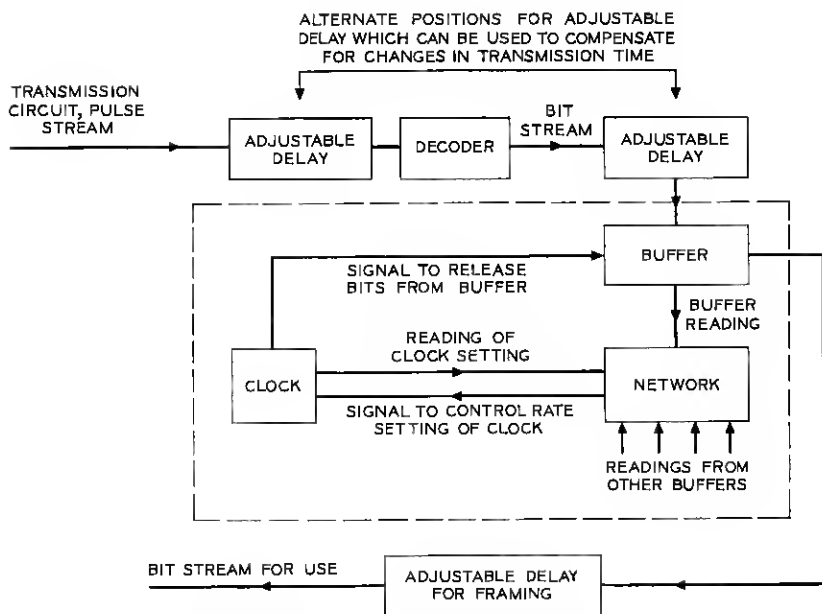 ALTERNATE POSITIONS FOR ADJUSTABLE
DELAY WHICH CAN BE USED TO COMPENSATE
FOR CHANGES IN TRANSMISSION TIME
TRANSMISSION
CIRCUIT, PULSE
STREAM
ADJUSTABLE
DELAY
DECODER
BIT
STREAM
ADJUSTABLE
DELAY
BUFFER
SIGNAL TO RELEASE
BITS FROM BUFFER
BUFFER
READING
READING OF
CLOCK SETTING
CLOCK
NETWORK
SIGNAL TO CONTROL RATE
SETTING OF CLOCK
READINGS FROM
OTHER BUFFERS
BIT STREAM FOR USE
ADJUSTABLE DELAY
FOR FRAMING